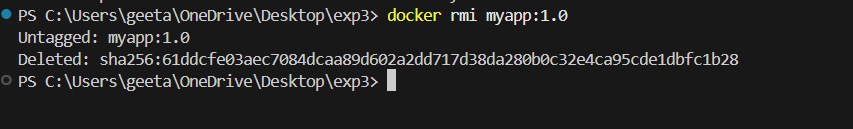 PS C:\Users\geeta\OneDrive\Desktop\exp3> docker rmi myapp:1.0
Untagged: myapp:1.0
Deleted: sha256:61ddcfe03aec7084dcaa89d602a2dd717d38da280b0c32e4ca95cde1dbfc1b28
PS C:\Users\geeta\OneDrive\Desktop\exp3>